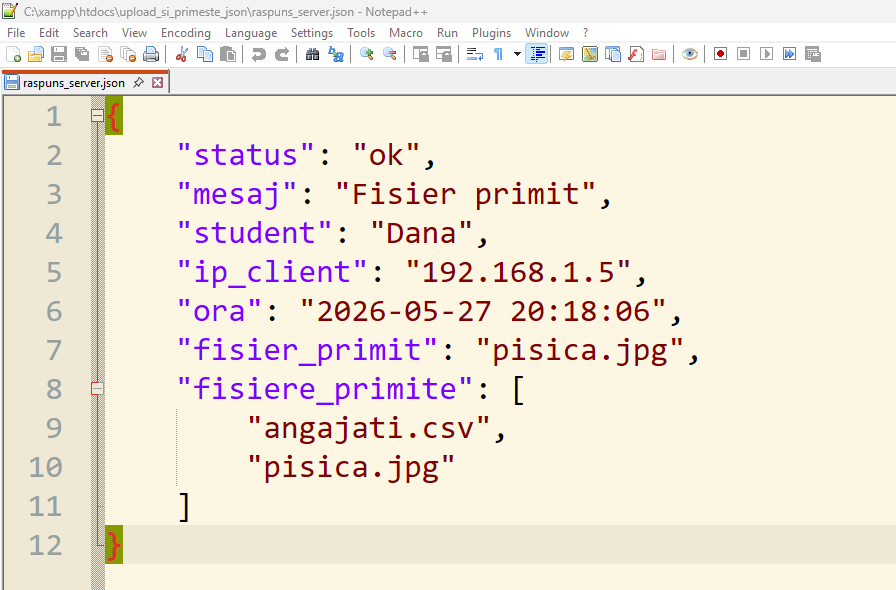 C:\xampp\htdocs\upload_si_primeste_json\raspuns_server.json - Notepad++
File Edit Search View Encoding Language Settings Tools Macro Run Plugins Window ?
raspuns_server.json
1 {
2 "status": "ok",
3 "mesaj": "Fisier primit",
4 "student": "Dana",
5 "ip_client": "192.168.1.5",
6 "ora": "2026-05-27 20:18:06",
7 "fisier_primit": "pisica.jpg",
8 "fisiere_primite": [
9 "angajati.csv",
10 "pisica.jpg"
11 ]
12 }